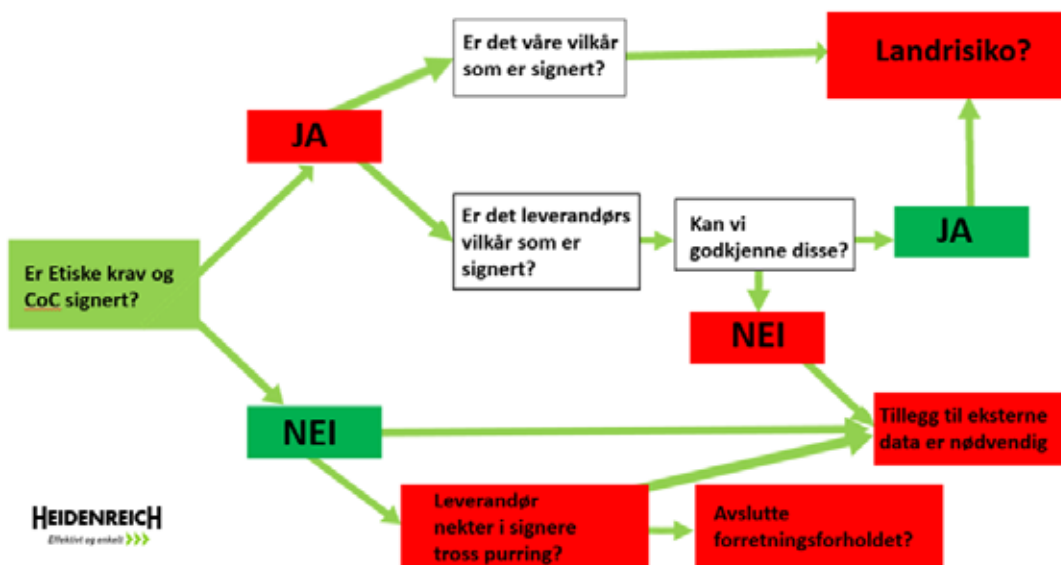 Er det våre vilkår
som er signert?
Landrisiko?
JA
Er det leverandørs
vilkår som er
signert?
Kan vi
godkjenne disse?
JA
Er Etiske krav og
CoC signert?
NEI
NEI
Tillegg til eksterne
data er nødvendig
Leverandør
nekter i signere
tross purring?
Avslutte
forretningsforholdet?
HEIDENREICH
Effektivt og enkelt